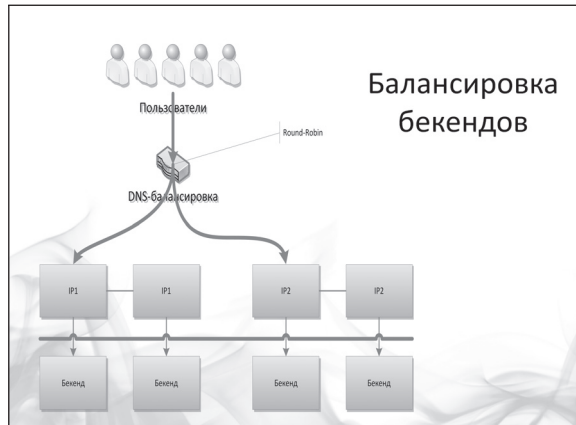 Балансировка
бекендов
Пользователи
Round-Robin
DNS-балансировка
IP1
IP1
IP2
IP2
Бекенд
Бекенд
Бекенд
Бекенд